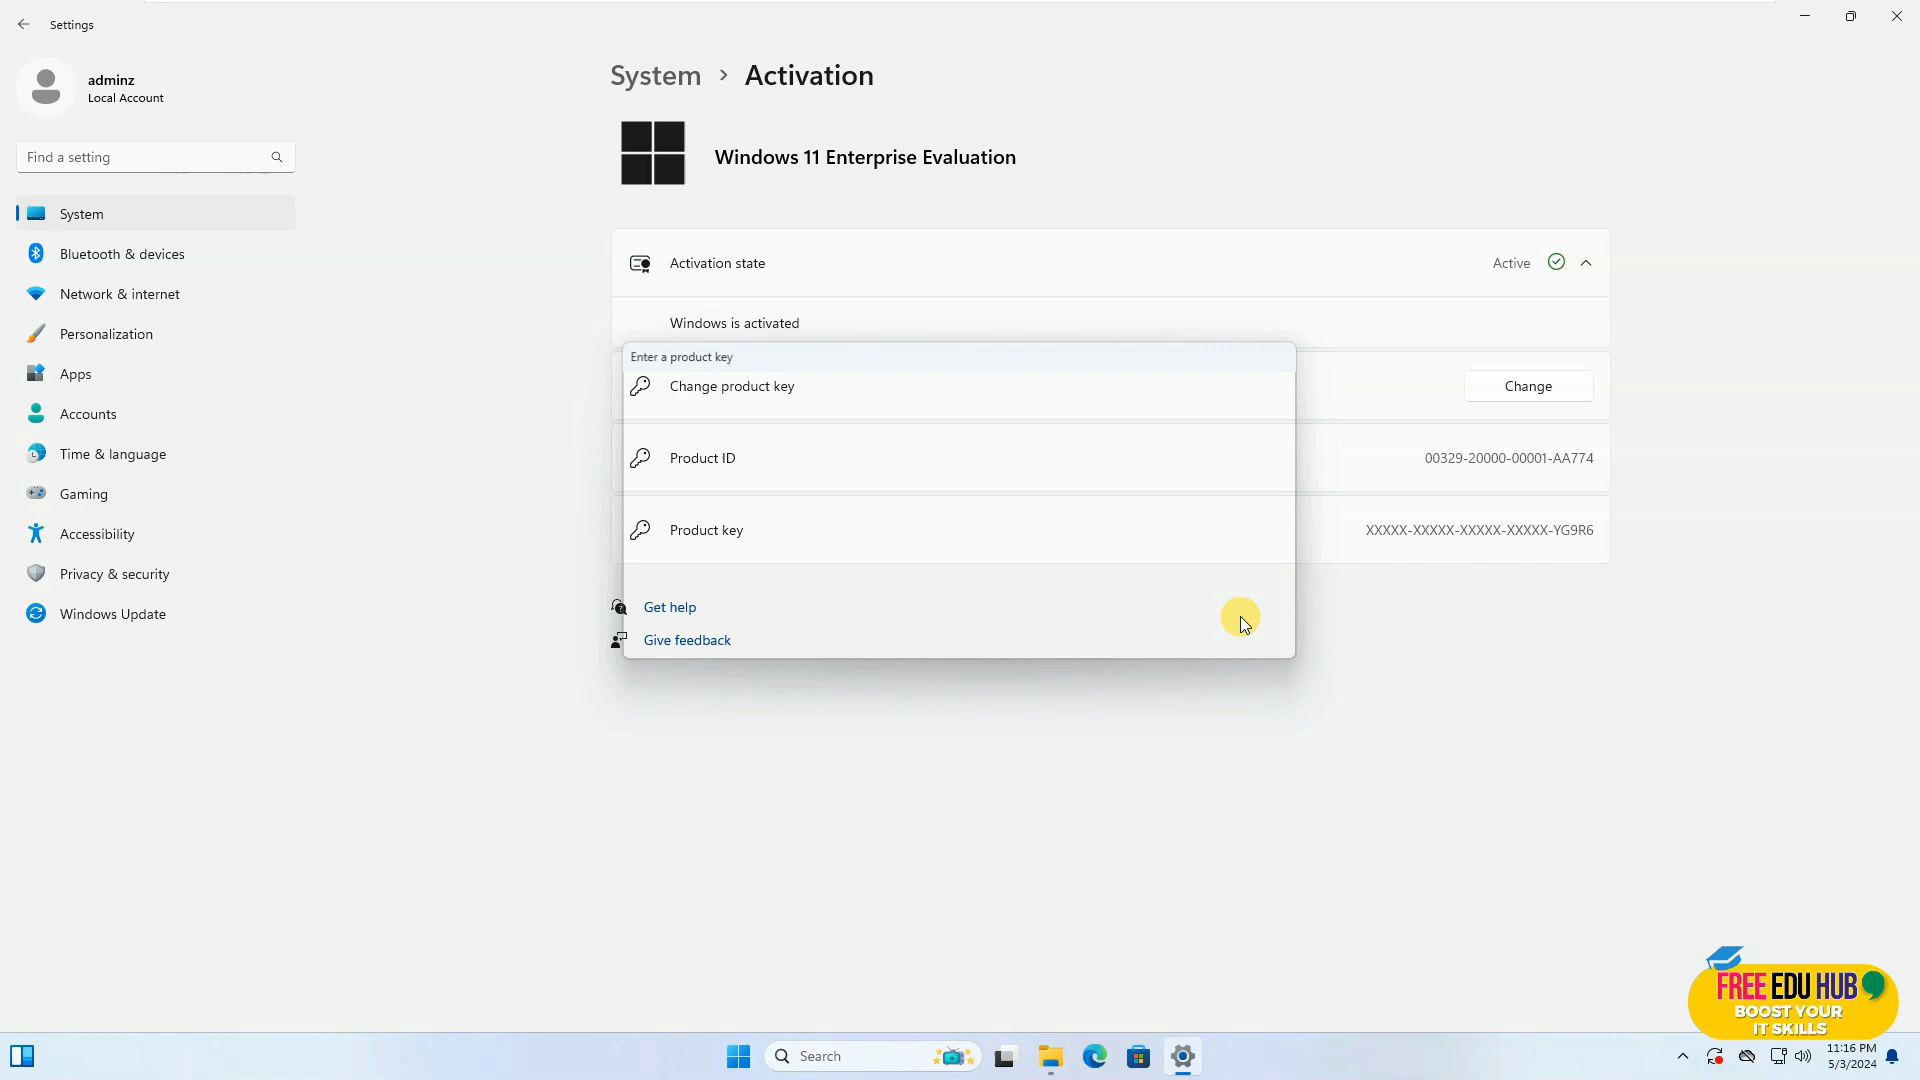 Settings
adminz
Local Account
Find a setting
System
Bluetooth & devices
Network & internet
Personalization
Apps
Accounts
Time & language
Gaming
Accessibility
Privacy & security
Windows Update
System > Activation
Windows 11 Enterprise Evaluation
Activation state Active
Windows is activated
Enter a product key
Change product key Change
Product ID 00329-20000-00001-AA774
Product key XXXXX-XXXXX-XXXXX-XXXXX-YG9R6
Get help
Give feedback
FREE EDU HUB
BOOST YOUR
IT SKILLS
Search
11:16 PM
5/3/2024